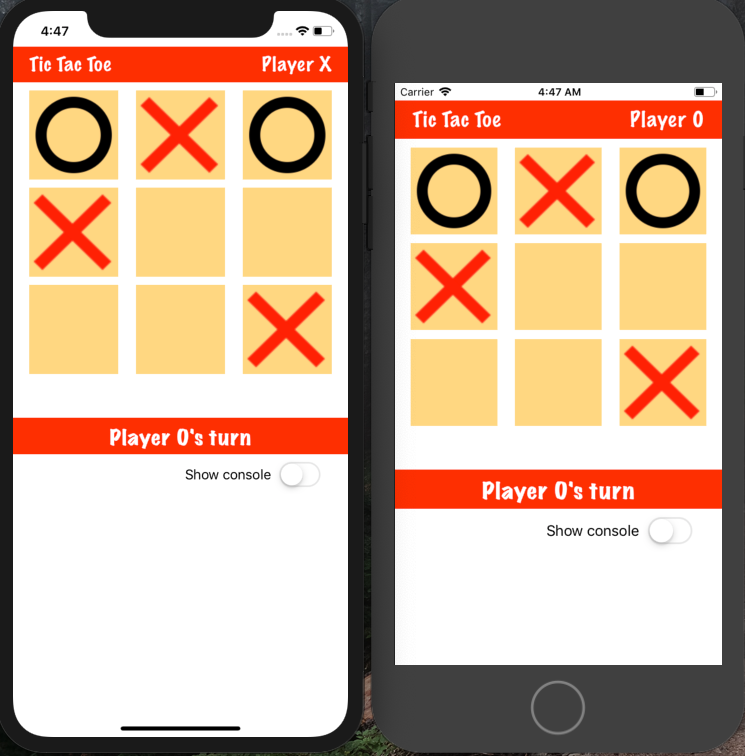 4:47
Tic Tac Toe Player X
Player O's turn
Show console
Carrier 4:47 AM
Tic Tac Toe Player O
Player O's turn
Show console